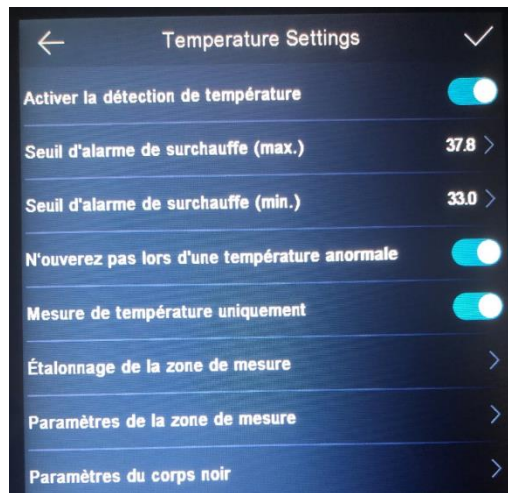 Temperature Settings
Activer la détection de température
Seuil d'alarme de surchauffe (max.) 37.8
Seuil d'alarme de surchauffe (min.) 33.0
N'ouverez pas lors d'une température anormale
Mesure de température uniquement
Étalonnage de la zone de mesure
Paramètres de la zone de mesure
Paramètres du corps noir